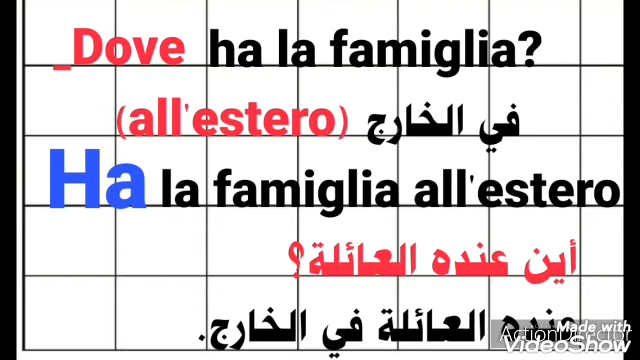 _Dove ha la famiglia?
(all'estero) في الخارج
Ha la famiglia all'estero
أين عنده العائلة؟
عنده العائلة في الخارج.
Made with
ActionDirector
VideoShow